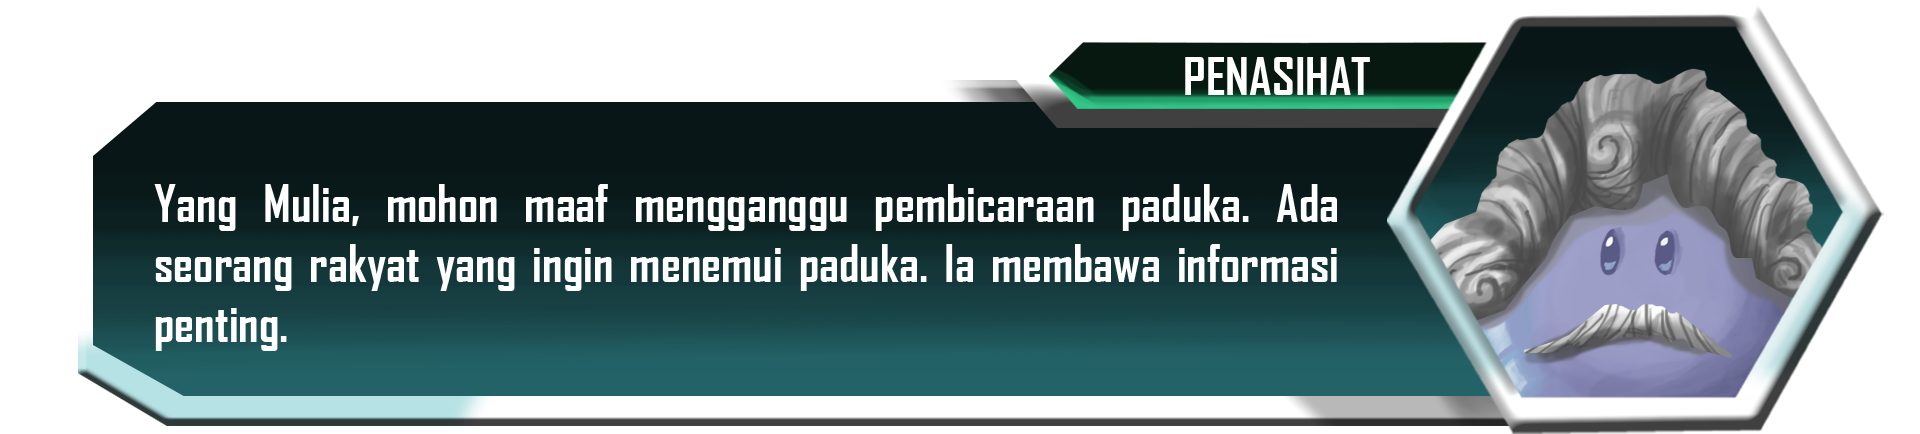 PENASIHAT
Yang Mulia, mohon maaf mengganggu pembicaraan paduka. Ada
seorang rakyat yang ingin menemui paduka. Ia membawa informasi
penting.